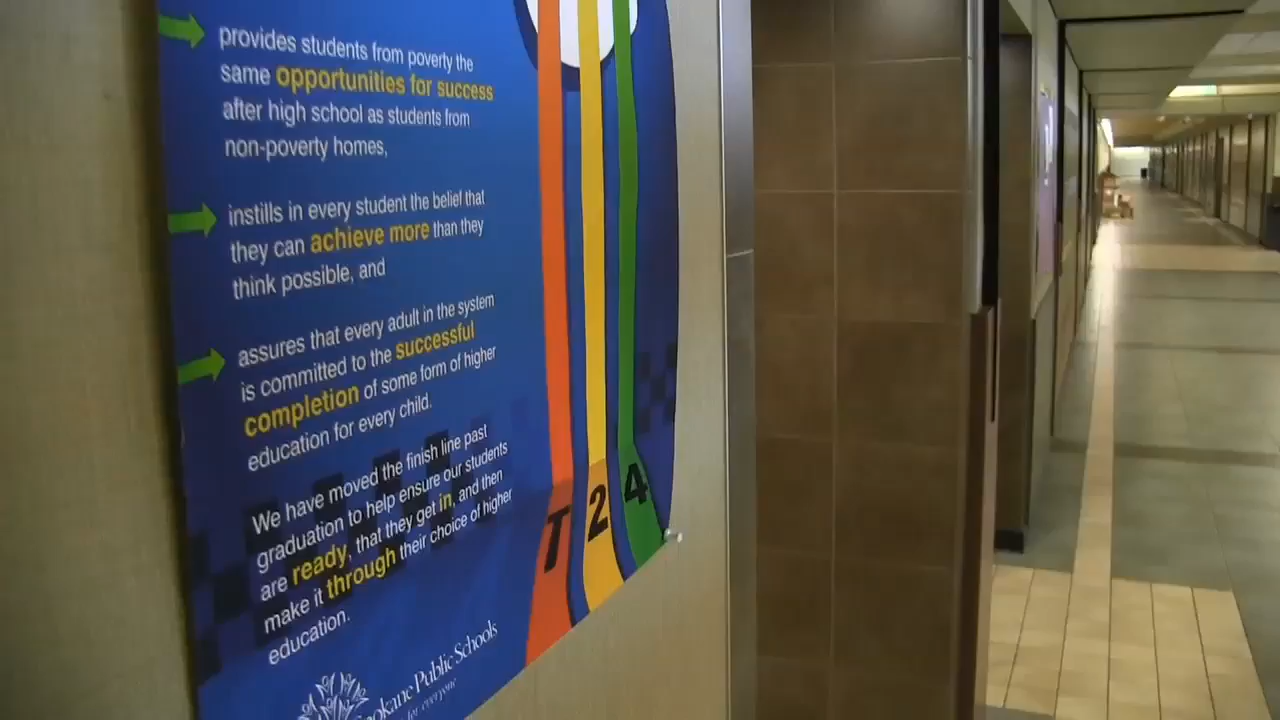 provides students from poverty the
same opportunities for success
after high school as students from
non-poverty homes,
instills in every student the belief that
they can achieve more than they
think possible, and
assures that every adult in the system
is committed to the successful
completion of some form of higher
education for every child.
We have moved the finish line past
graduation to help ensure our students
are ready, that they get in, and then
make it through their choice of higher
education.
T 2 4
Public Schools
for everyone